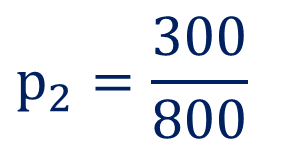 p₂ = 300/800